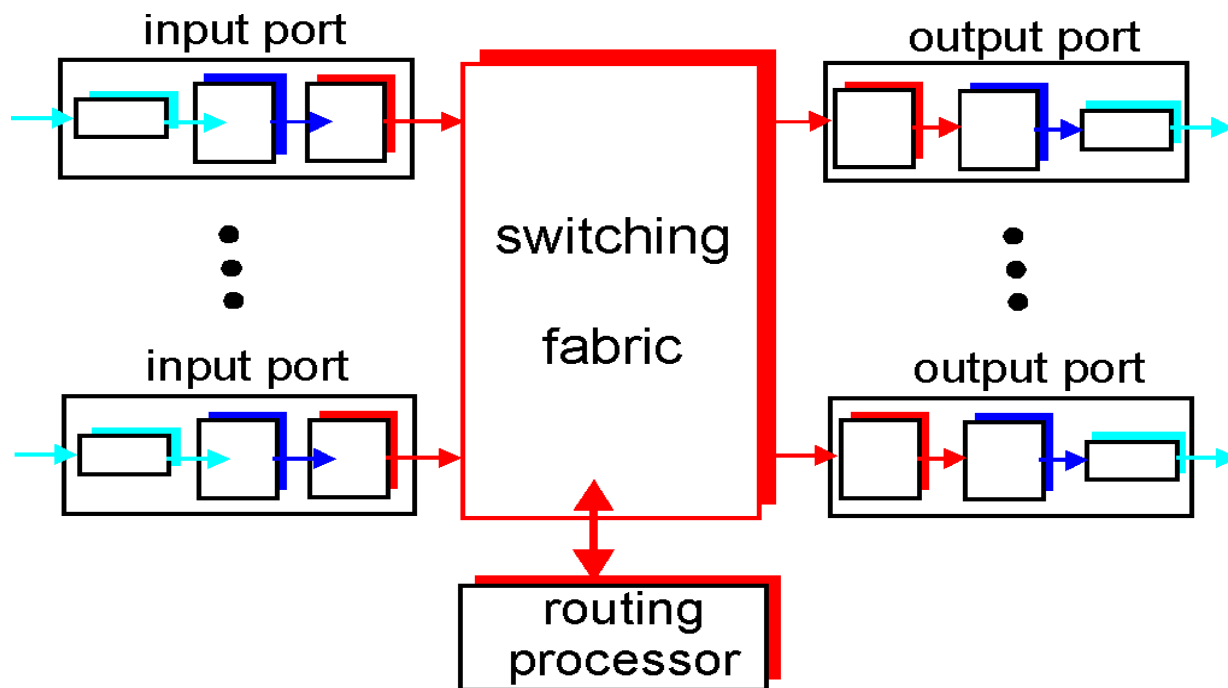 input port
output port
switching
fabric
input port
output port
routing
processor